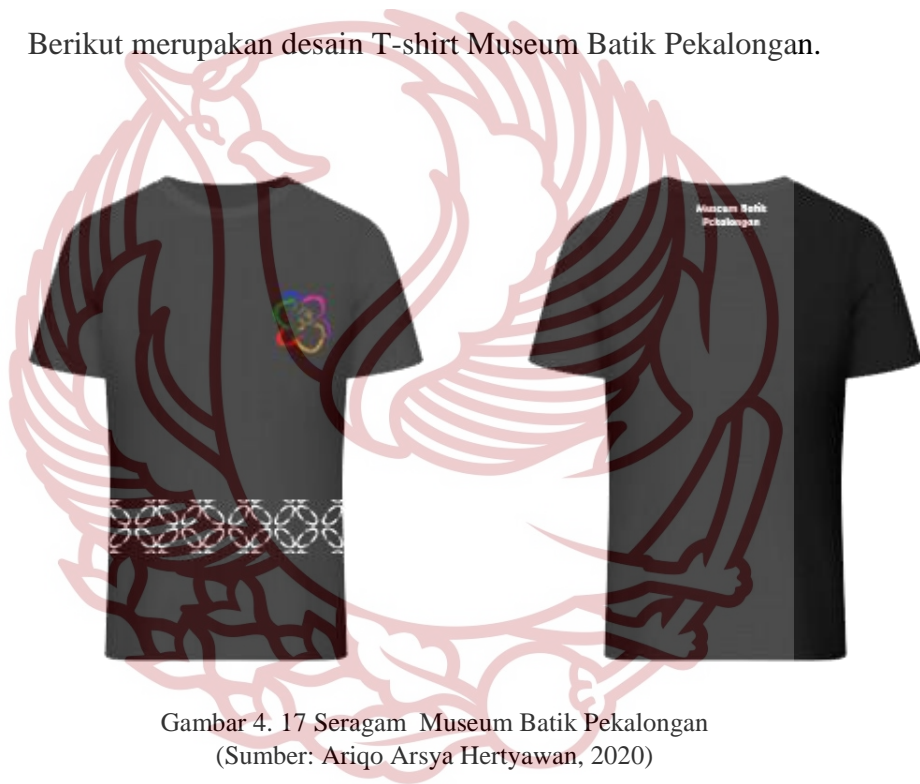 Berikut merupakan desain T-shirt Museum Batik Pekalongan.
Museum Batik
Pekalongan
Gambar 4. 17 Seragam  Museum Batik Pekalongan
(Sumber: Ariqo Arsya Hertyawan, 2020)